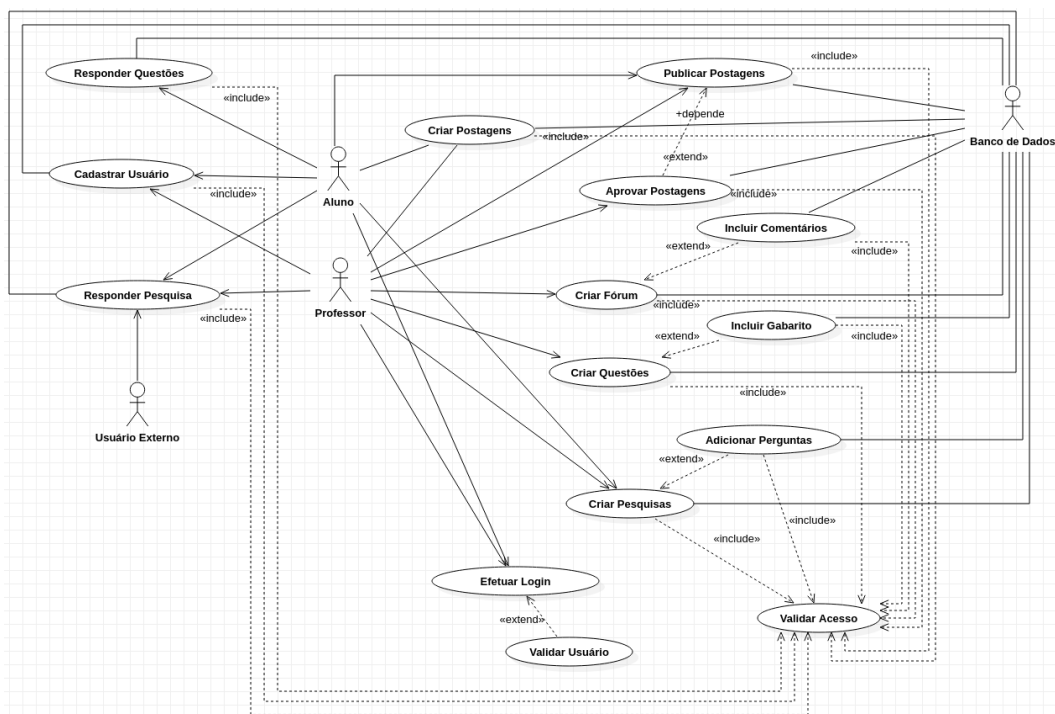 «include»
Responder Questões
Publicar Postagens
«include»
+depende
Criar Postagens
«include»
Banco de Dados
«extend»
Cadastrar Usuário
«include»
Aluno
Aprovar Postagens
«include»
Incluir Comentários
«extend»
«include»
Responder Pesquisa
«include»
Professor
Criar Fórum
«include»
Incluir Gabarito
«extend»
«include»
Criar Questões
«include»
Usuário Externo
Adicionar Perguntas
«extend»
Criar Pesquisas
«include»
«include»
Efetuar Login
«extend»
Validar Acesso
Validar Usuário